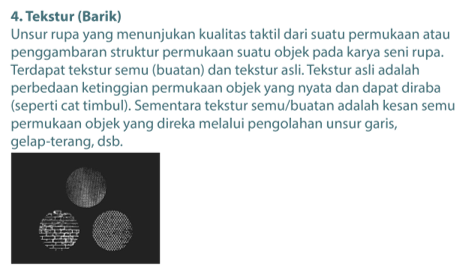 4. Tekstur (Barik)
Unsur rupa yang menunjukan kualitas taktil dari suatu permukaan atau
penggambaran struktur permukaan suatu objek pada karya seni rupa.
Terdapat tekstur semu (buatan) dan tekstur asli. Tekstur asli adalah
perbedaan ketinggian permukaan objek yang nyata dan dapat diraba
(seperti cat timbul). Sementara tekstur semu/buatan adalah kesan semu
permukaan objek yang direka melalui pengolahan unsur garis,
gelap-terang, dsb.